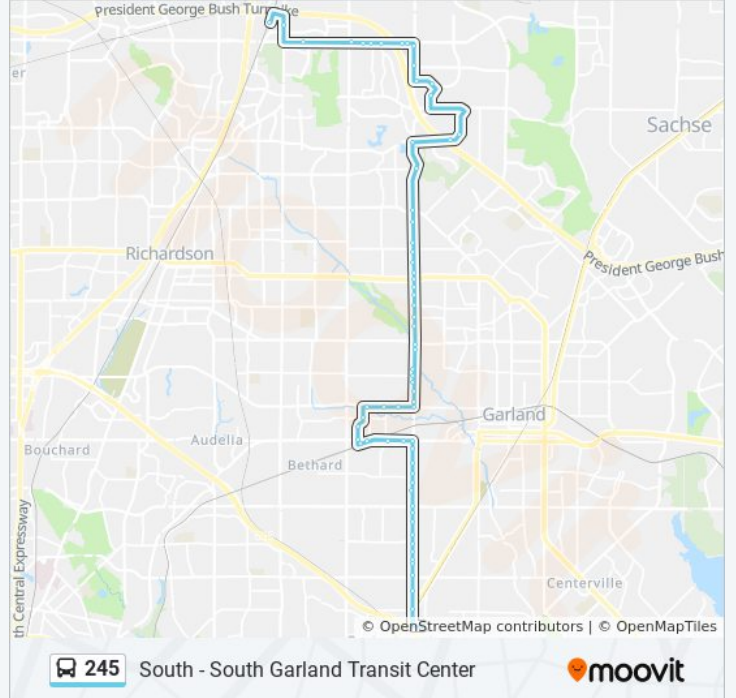 President George Bush Turnpike
er
Sachse
Richardson
President George Bush
Garland
Audelia
Bouchard
Bethard
th Central Expressway
Centerville
© OpenStreetMap contributors | © OpenMapTiles
245 South - South Garland Transit Center moovit